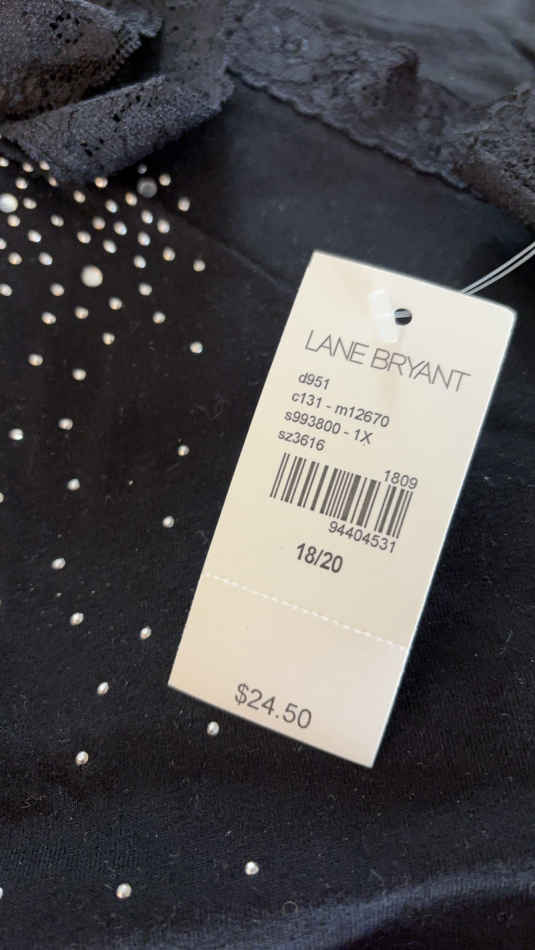 LANE BRYANT
d951
c131 - m12670
s993800 - 1X
sz3616
1809
94404531
18/20
$24.50